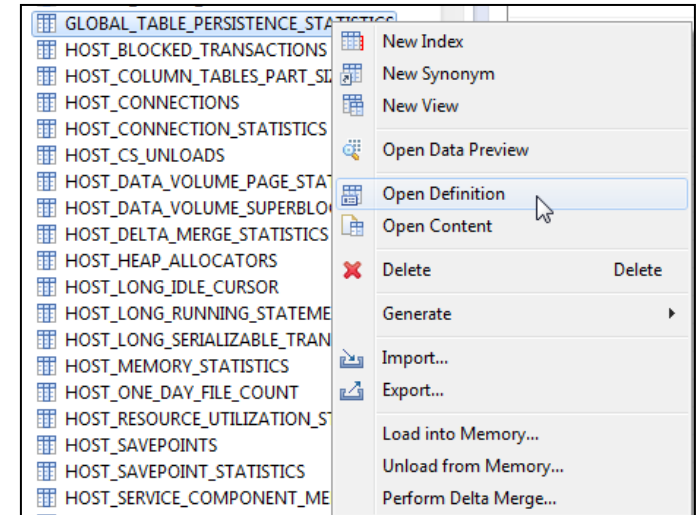 GLOBAL_TABLE_PERSISTENCE_STATISTICS
HOST_BLOCKED_TRANSACTIONS
HOST_COLUMN_TABLES_PART_SI
HOST_CONNECTIONS
HOST_CONNECTION_STATISTICS
HOST_CS_UNLOADS
HOST_DATA_VOLUME_PAGE_STAT
HOST_DATA_VOLUME_SUPERBLO
HOST_DELTA_MERGE_STATISTICS
HOST_HEAP_ALLOCATORS
HOST_LONG_IDLE_CURSOR
HOST_LONG_RUNNING_STATEME
HOST_LONG_SERIALIZABLE_TRAN
HOST_MEMORY_STATISTICS
HOST_ONE_DAY_FILE_COUNT
HOST_RESOURCE_UTILIZATION_ST
HOST_SAVEPOINTS
HOST_SAVEPOINT_STATISTICS
HOST_SERVICE_COMPONENT_ME
New Index
New Synonym
New View
Open Data Preview
Open Definition
Open Content
Delete Delete
Generate
Import...
Export...
Load into Memory...
Unload from Memory...
Perform Delta Merge...